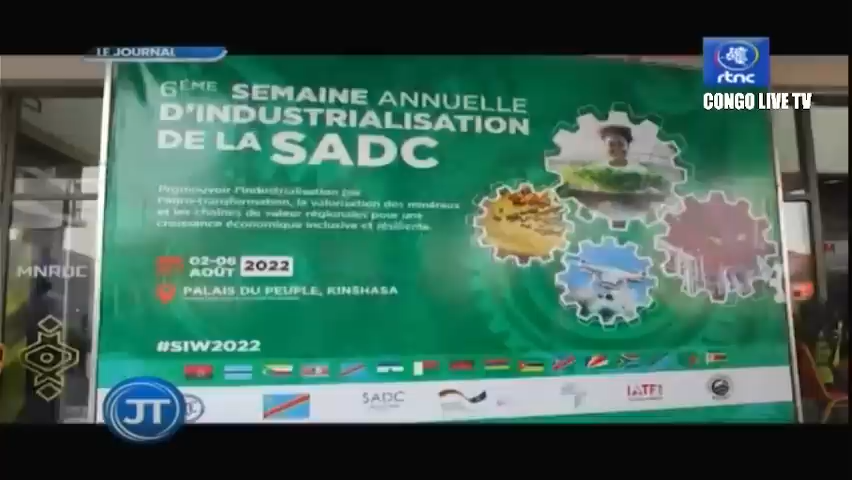 LE JOURNAL
rtnc
CONGO LIVE TV
6ÈME SEMAINE ANNUELLE
D'INDUSTRIALISATION
DE LA SADC
Promouvoir l'industrialisation par
l'agro-transformation, la valorisation des minéraux
et les chaînes de valeur régionales pour une
croissance économique inclusive et résiliente.
MNRDC
02-06
AOÛT 2022
PALAIS DU PEUPLE, KINSHASA
#SIW2022
JT
SADC